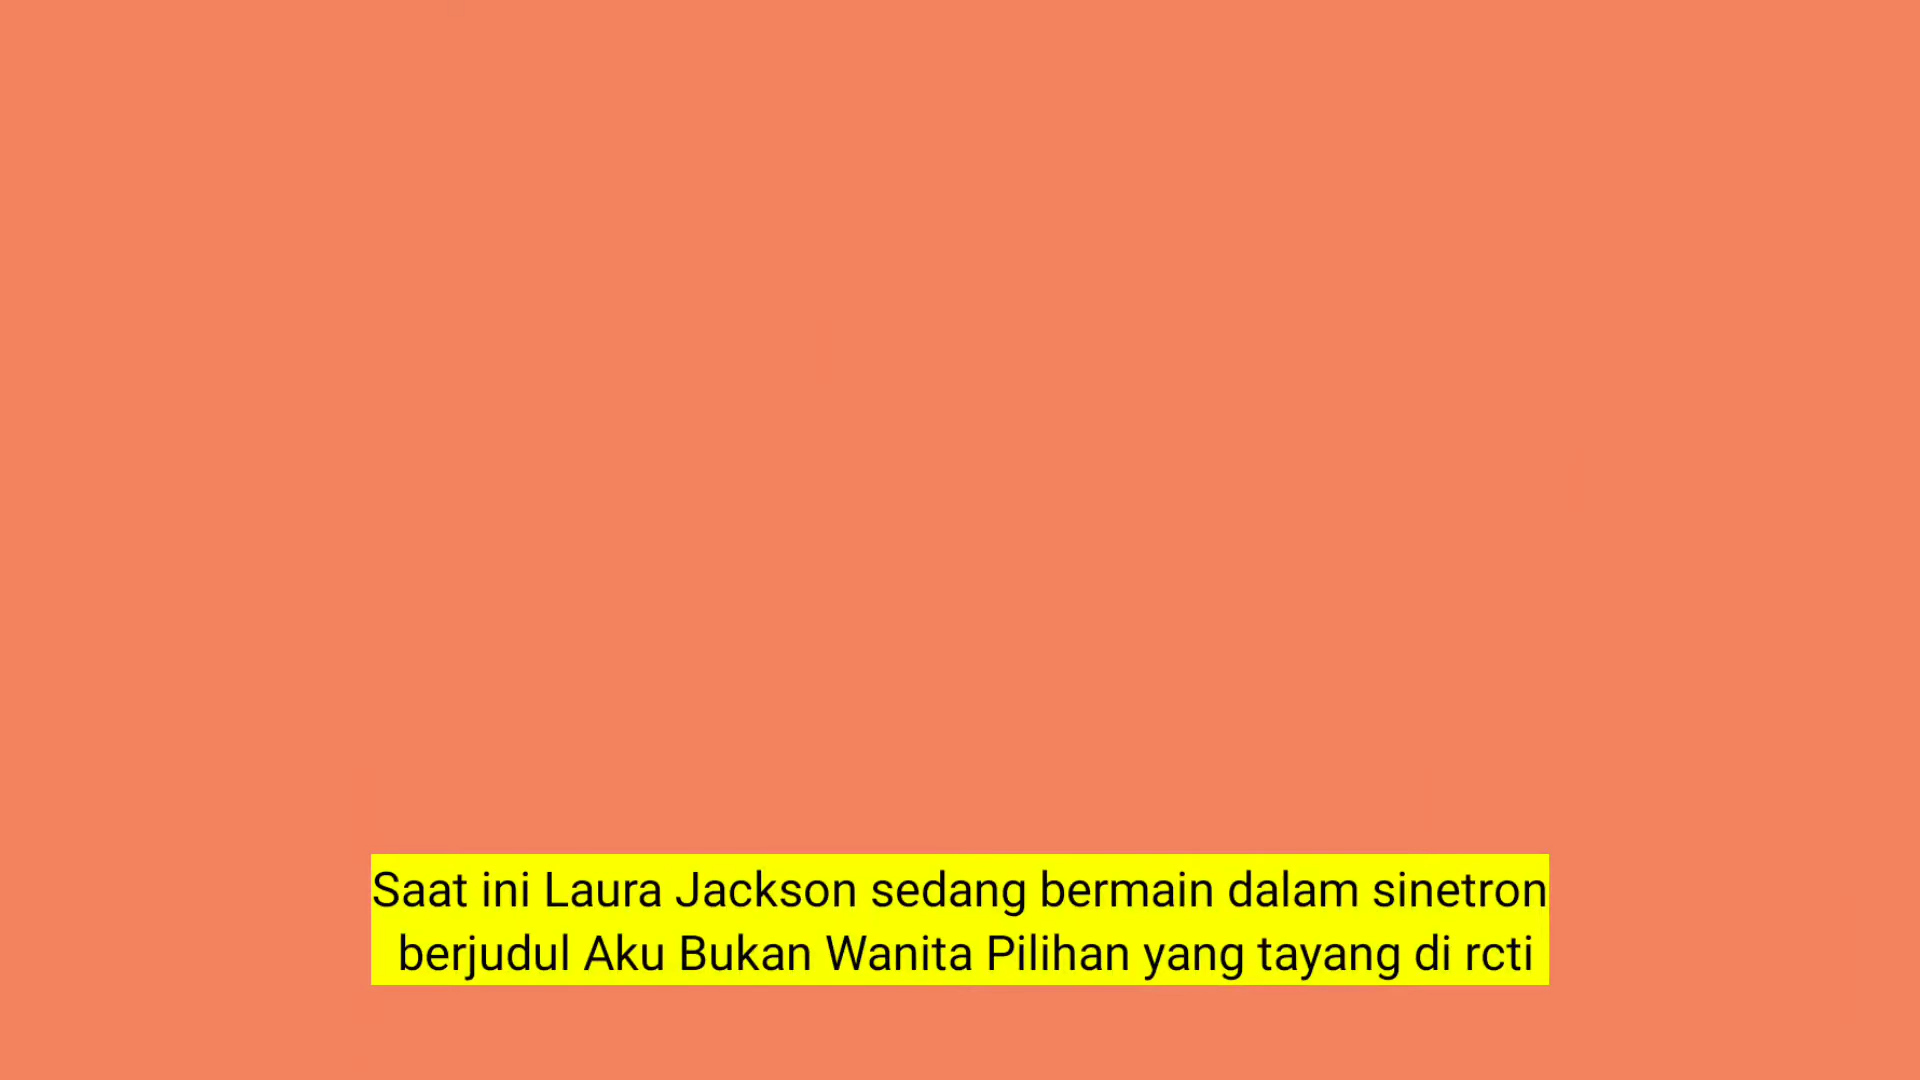 Saat ini Laura Jackson sedang bermain dalam sinetron
berjudul Aku Bukan Wanita Pilihan yang tayang di rcti